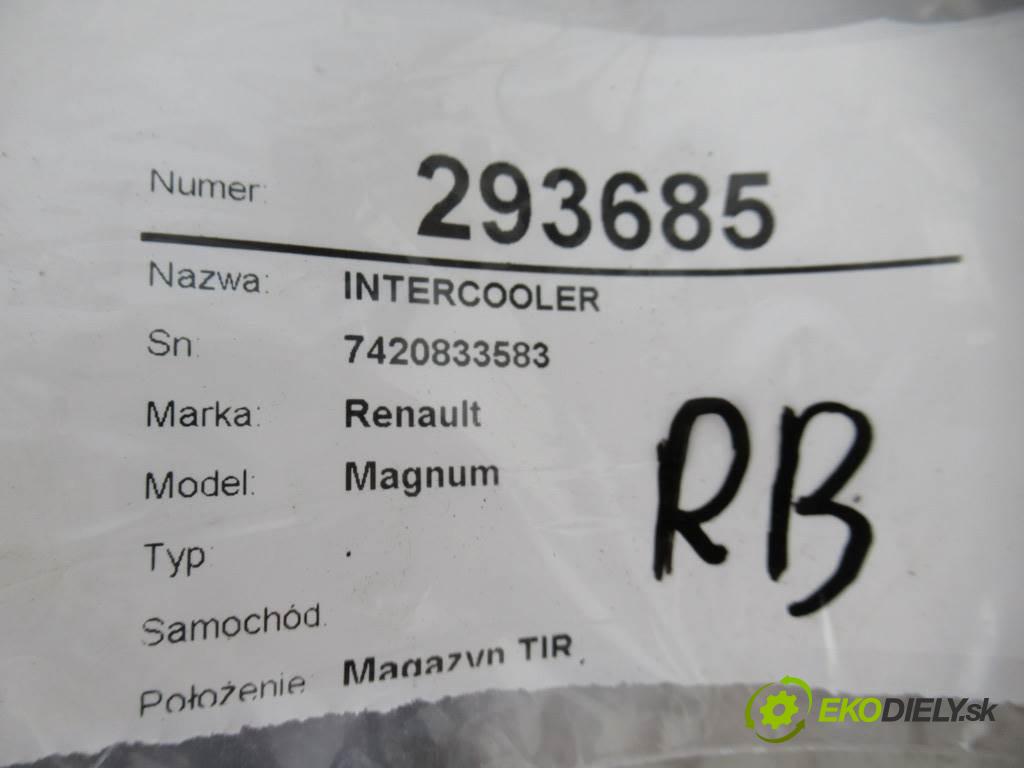 Numer: 293685
Nazwa: INTERCOOLER
Sn: 7420833583
Marka: Renault
Model: Magnum
Typ: .
RB
Samochód:
Położenie: Magazyn TIR
EKODIELY.sk